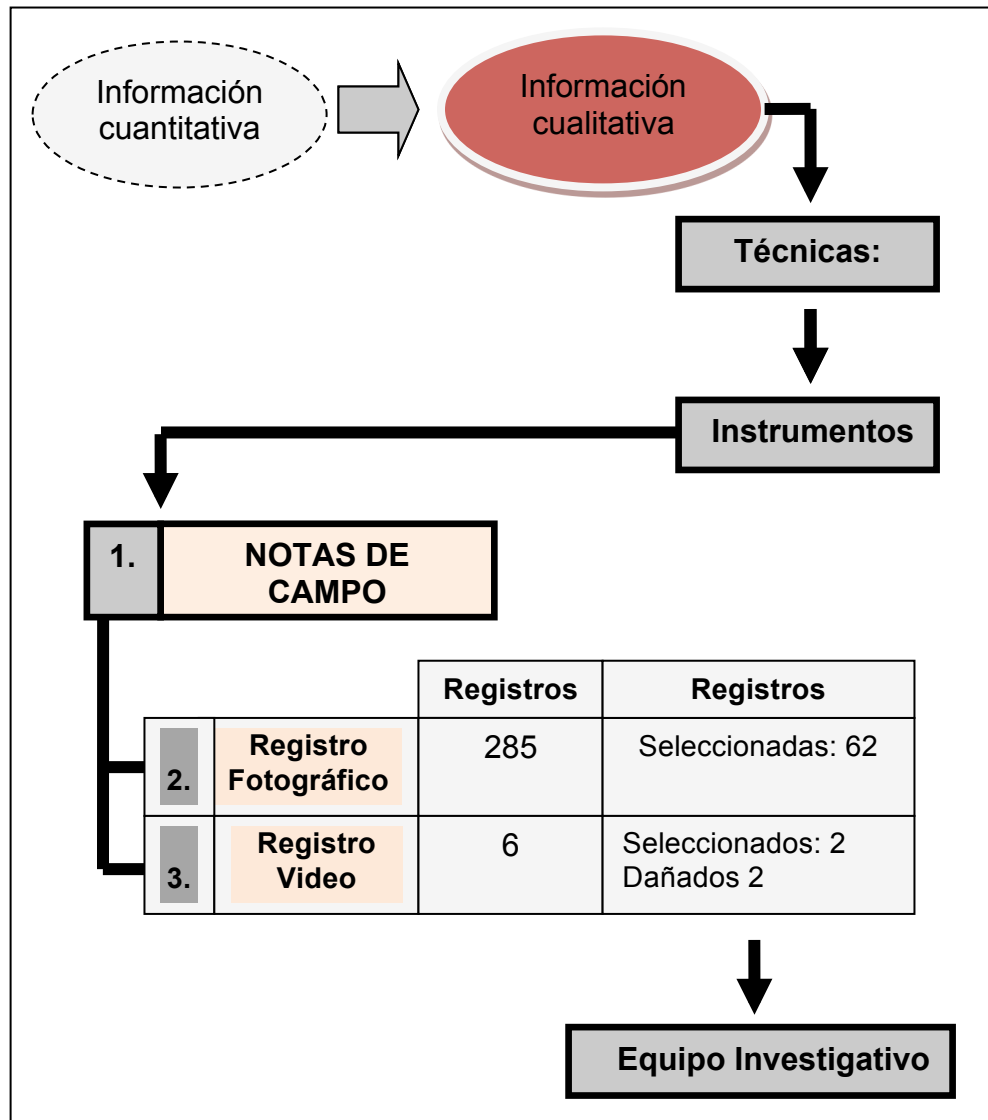 Información
cuantitativa
Información
cualitativa
Técnicas:
Instrumentos
1.
NOTAS DE
CAMPO
Registros
Registros
2.
Registro
Fotográfico
285
Seleccionadas: 62
3.
Registro
Video
6
Seleccionados: 2
Dañados 2
Equipo Investigativo